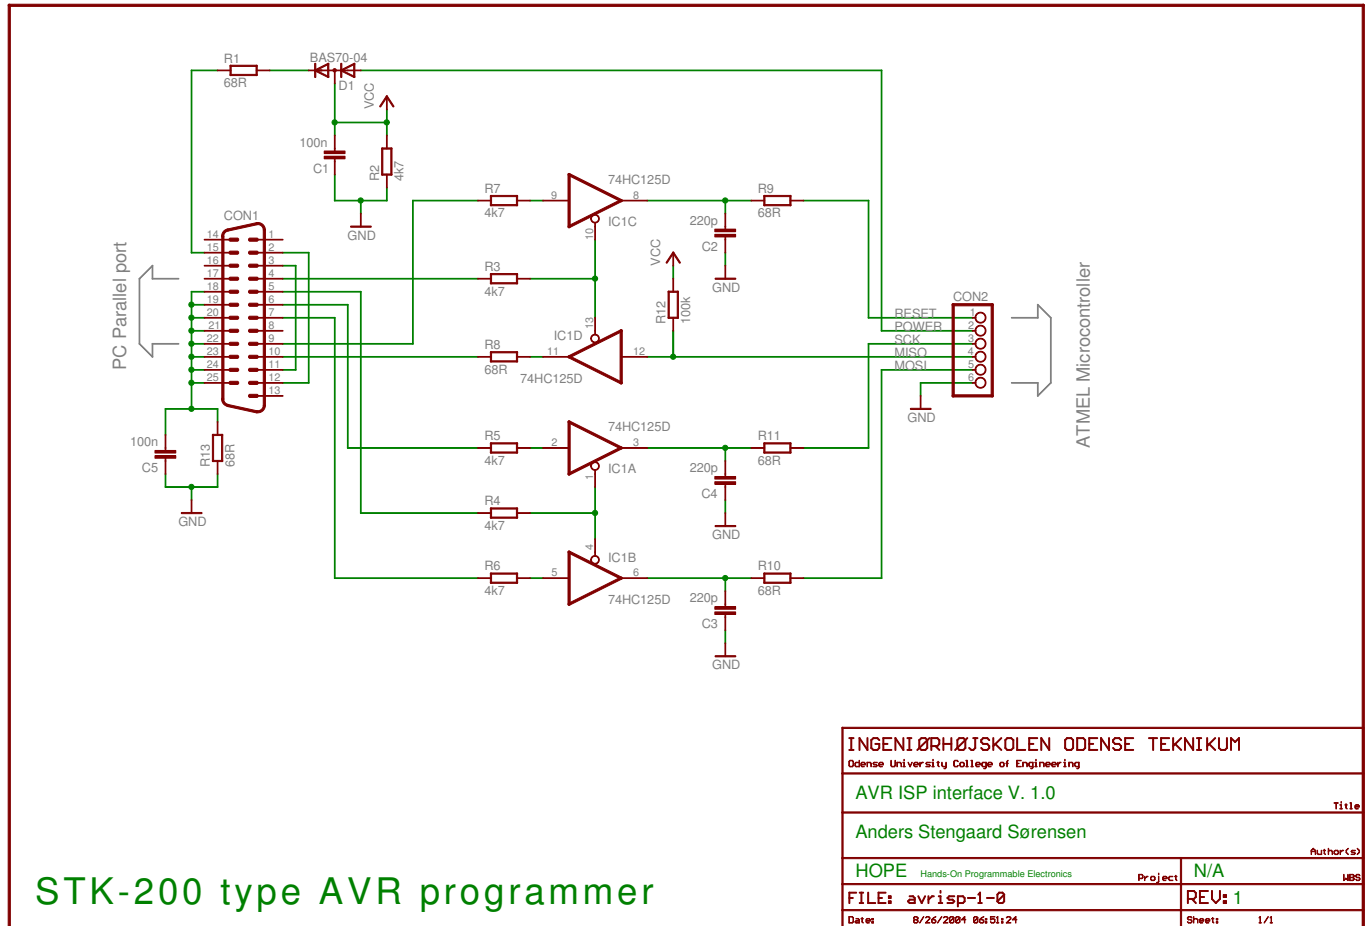 R1
68R
BAS70-04
D1
VCC
100n
C1
R2
4k7
GND
CON1
PC Parallel port
14
15
16
17
18
19
20
21
22
23
24
25
1
2
3
4
5
6
7
8
9
10
11
12
13
100n
C5
R13
68R
GND
R7
4k7
9
74HC125D
8
IC1C
10
R3
4k7
13
IC1D
R8
68R
11
12
74HC125D
220p
C2
GND
R9
68R
VCC
R12
100k
R5
4k7
2
74HC125D
3
IC1A
1
220p
C4
GND
R11
68R
R4
4k7
R6
4k7
5
4
IC1B
6
74HC125D
220p
C3
GND
R10
68R
CON2
RESET
POWER
SCK
MISO
MOSI
1
2
3
4
5
6
GND
ATMEL Microcontroller
STK-200 type AVR programmer
INGENIØRHØJSKOLEN ODENSE TEKNIKUM
Odense University College of Engineering
AVR ISP interface V. 1.0
Title
Anders Stengaard Sørensen
Author(s)
HOPE Hands-On Programmable Electronics Project
N/A WBS
FILE: avrisp-1-0
REV: 1
Date: 8/26/2004 06:51:24
Sheet: 1/1